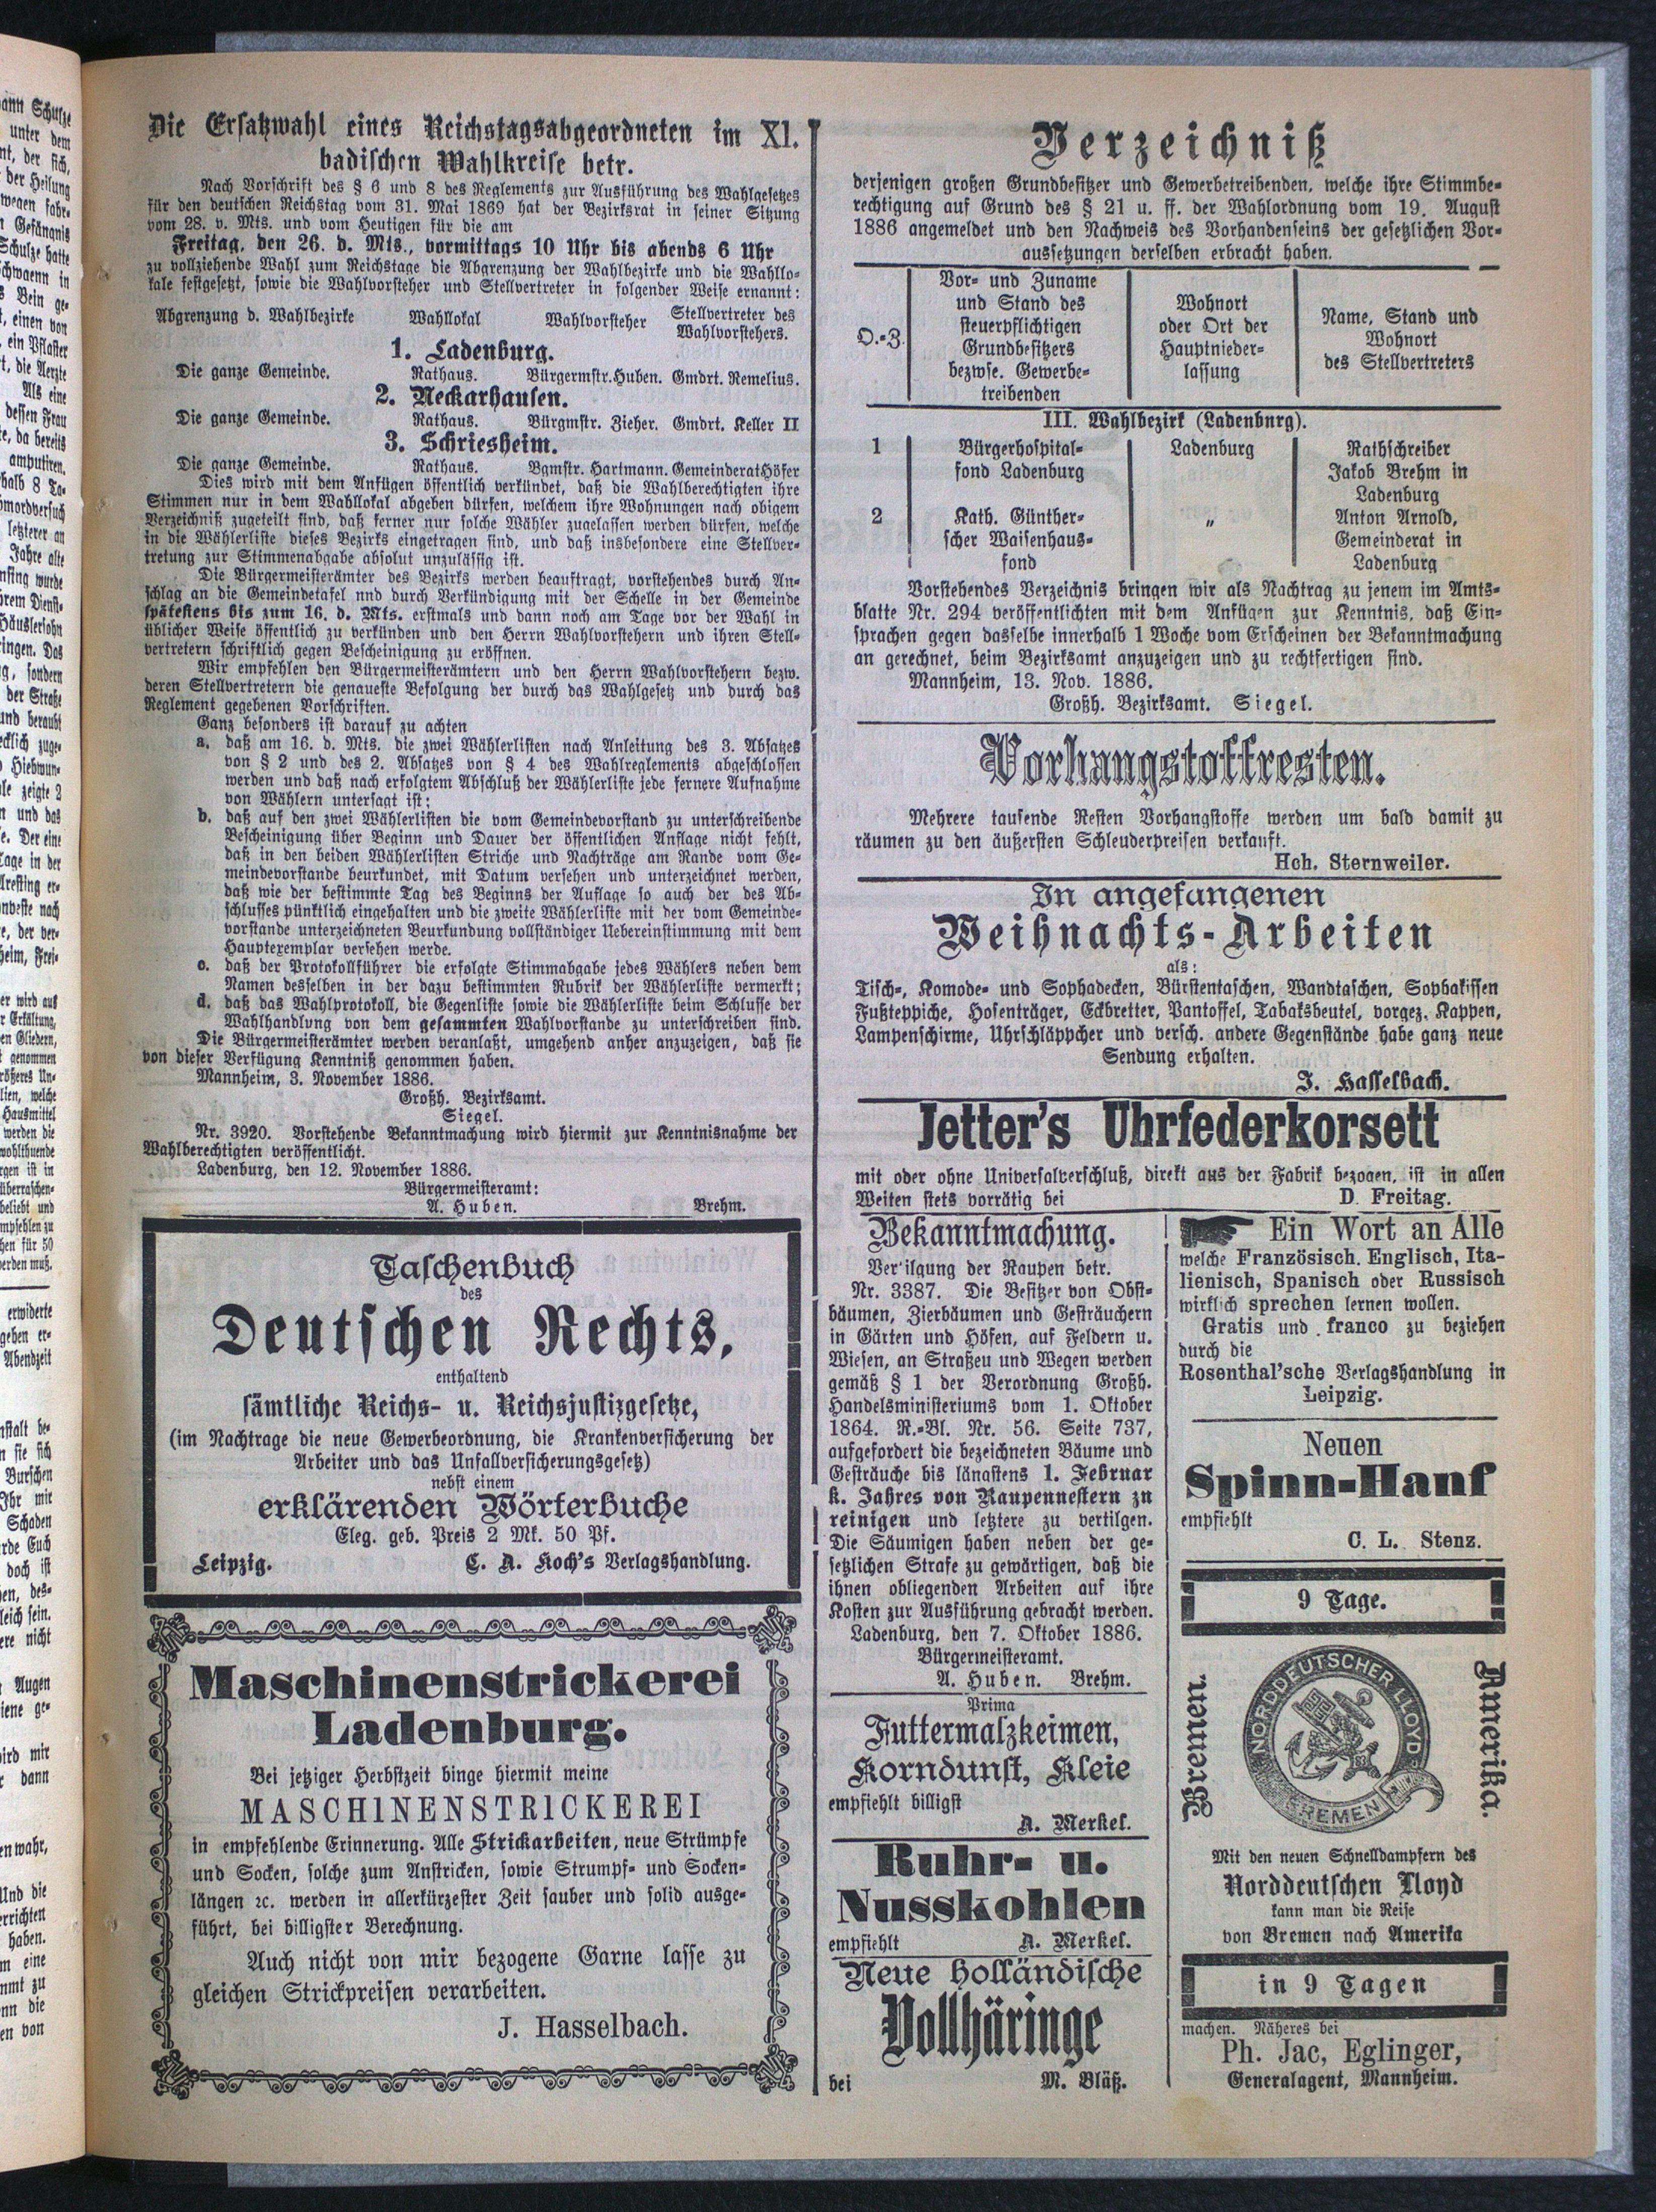 Die Ersatzwahl eines Reichstagsabgeordneten im XI.
badischen Wahlkreise betr.
Nach Vorschrift des § 6 und 8 des Reglements zur Ausführung des Wahlgesetzes
für den deutschen Reichstag vom 31. Mai 1869 hat der Bezirksrat in seiner Sitzung
vom 28. v. Mts. und vom Heutigen für die am
Freitag, den 26. d. Mts., vormittags 10 Uhr bis abends 6 Uhr
zu vollziehende Wahl zum Reichstage die Abgrenzung der Wahlbezirke und die Wahllo-
kale festgesetzt, sowie die Wahlvorsteher und Stellvertreter in folgender Weise ernannt:
Abgrenzung d. Wahlbezirke Wahllokal Wahlvorsteher Stellvertreter des
Wahlvorstehers.
1. Ladenburg.
Die ganze Gemeinde. Rathaus. Bürgermstr. Huben. Gmdrt. Remelius.
2. Neckarhausen.
Die ganze Gemeinde. Rathaus. Bürgmstr. Zieher. Gmdrt. Keller II
3. Schriesheim.
Die ganze Gemeinde. Rathaus. Bgmstr. Hartmann. Gemeinderat Höfer
Dies wird mit dem Anfügen öffentlich verkündet, daß die Wahlberechtigten ihre
Stimmen nur in dem Wahllokal abgeben dürfen, welchem ihre Wohnungen nach obigem
Verzeichniß zugeteilt sind, daß ferner nur solche Wähler zugelassen werden dürfen, welche
in die Wählerliste dieses Bezirks eingetragen sind, und daß insbesondere eine Stellver-
tretung zur Stimmenabgabe absolut unzulässig ist.
Die Bürgermeisterämter des Bezirks werden beauftragt, vorstehendes durch An-
schlag an die Gemeindetafel nnd durch Verkündigung mit der Schelle in der Gemeinde
spätestens bis zum 16. d. Mts. erstmals und dann noch am Tage vor der Wahl in
üblicher Weise öffentlich zu verkünden und den Herrn Wahlvorstehern und ihren Stell-
vertretern schriftlich gegen Bescheinigung zu eröffnen.
Wir empfehlen den Bürgermeisterämtern und den Herrn Wahlvorstehern bezw.
deren Stellvertretern die genaueste Befolgung der durch das Wahlgesetz und durch das
Reglement gegebenen Vorschriften.
Ganz besonders ist darauf zu achten
a. daß am 16. d. Mts. die zwei Wählerlisten nach Anleitung des 3. Absatzes
von § 2 und des 2. Absatzes von § 4 des Wahlreglements abgeschlossen
werden und daß nach erfolgtem Abschluß der Wählerliste jede fernere Aufnahme
von Wählern untersagt ist;
b. daß auf den zwei Wählerlisten die vom Gemeindevorstand zu unterschreibende
Bescheinigung über Beginn und Dauer der öffentlichen Auflage nicht fehlt,
daß in den beiden Wählerlisten Striche und Nachträge am Rande vom Ge-
meindevorstande beurkundet, mit Datum versehen und unterzeichnet werden,
daß wie der bestimmte Tag des Beginns der Auflage so auch der des Ab-
schlusses pünktlich eingehalten und die zweite Wählerliste mit der vom Gemeinde-
vorstande unterzeichneten Beurkundung vollständiger Uebereinstimmung mit dem
Hauptexemplar versehen werde.
c. daß der Protokollführer die erfolgte Stimmabgabe jedes Wählers neben dem
Namen desselben in der dazu bestimmten Rubrik der Wählerliste vermerkt;
d. daß das Wahlprotokoll, die Gegenliste sowie die Wählerliste beim Schlusse der
Wahlhandlung von dem gesammten Wahlvorstande zu unterschreiben sind.
Die Bürgermeisterämter werden veranlaßt, umgehend anher anzuzeigen, daß sie
von dieser Verfügung Kenntniß genommen haben.
Mannheim, 3. November 1886.
Großh. Bezirksamt.
Siegel.
Nr. 3920. Vorstehende Bekanntmachung wird hiermit zur Kenntnisnahme der
Wahlberechtigten veröffentlicht.
Ladenburg, den 12. November 1886.
Bürgermeisteramt:
A. Huben. Brehm.
Taschenbuch
des
Deutschen Rechts,
enthaltend
sämtliche Reichs- u. Reichsjustizgesetze,
(im Nachtrage die neue Gewerbeordnung, die Krankenversicherung der
Arbeiter und das Unfallversicherungsgesetz)
nebst einem
erklärenden Wörterbuche
Eleg. geb. Preis 2 Mk. 50 Pf.
Leipzig. C. A. Koch's Verlagshandlung.
Maschinenstrickerei
Ladenburg.
Bei jetziger Herbstzeit binge hiermit meine
MASCHINENSTRICKEREI
in empfehlende Erinnerung. Alle Strickarbeiten, neue Strümpfe
und Socken, solche zum Anstricken, sowie Strumpf- und Socken-
längen ꝛc. werden in allerkürzester Zeit sauber und solid ausge-
führt, bei billigster Berechnung.
Auch nicht von mir bezogene Garne lasse zu
gleichen Strickpreisen verarbeiten.
J. Hasselbach.
Verzeichniß
derjenigen großen Grundbesitzer und Gewerbetreibenden, welche ihre Stimmbe-
rechtigung auf Grund des § 21 u. ff. der Wahlordnung vom 19. August
1886 angemeldet und den Nachweis des Vorhandenseins der gesetzlichen Vor-
aussetzungen derselben erbracht haben.
O.-Z. Vor- und Zuname
und Stand des
steuerpflichtigen
Grundbesitzers
bezwse. Gewerbe-
treibenden
Wohnort
oder Ort der
Hauptnieder-
lassung
Name, Stand und
Wohnort
des Stellvertreters
III. Wahlbezirk (Ladenburg).
1 Bürgerhospital- Ladenburg Rathschreiber
fond Ladenburg Jakob Brehm in
Ladenburg
2 Kath. Günther- „ Anton Arnold,
scher Waisenhaus- Gemeinderat in
fond Ladenburg
Vorstehendes Verzeichnis bringen wir als Nachtrag zu jenem im Amts-
blatte Nr. 294 veröffentlichten mit dem Anfügen zur Kenntnis, daß Ein-
sprachen gegen dasselbe innerhalb 1 Woche vom Erscheinen der Bekanntmachung
an gerechnet, beim Bezirksamt anzuzeigen und zu rechtfertigen sind.
Mannheim, 13. Nov. 1886.
Großh. Bezirksamt. Siegel.
Vorhangstoffresten.
Mehrere tausende Resten Vorhangstoffe werden um bald damit zu
räumen zu den äußersten Schleuderpreisen verkauft.
Hch. Sternweiler.
In angefangenen
Weihnachts-Arbeiten
als:
Tisch-, Komode- und Sophadecken, Bürstentaschen, Wandtaschen, Sophakissen
Fußteppiche, Hosenträger, Eckbretter, Pantoffel, Tabaksbeutel, vorgez. Kappen,
Lampenschirme, Uhrschläppcher und versch. andere Gegenstände habe ganz neue
Sendung erhalten.
J. Hasselbach.
Jetter's Uhrfederkorsett
mit oder ohne Universalverschluß, direkt aus der Fabrik bezogen, ist in allen
Weiten stets vorrätig bei D. Freitag.
Bekanntmachung.
Vertilgung der Raupen betr.
Nr. 3387. Die Besitzer von Obst-
bäumen, Zierbäumen und Gesträuchern
in Gärten und Höfen, auf Feldern u.
Wiesen, an Straßeu und Wegen werden
gemäß § 1 der Verordnung Großh.
Handelsministeriums vom 1. Oktober
1864. R.-Bl. Nr. 56. Seite 737,
aufgefordert die bezeichneten Bäume und
Gesträuche bis längstens 1. Februar
k. Jahres von Raupennestern zu
reinigen und letztere zu vertilgen.
Die Säumigen haben neben der ge-
setzlichen Strafe zu gewärtigen, daß die
ihnen obliegenden Arbeiten auf ihre
Kosten zur Ausführung gebracht werden.
Ladenburg, den 7. Oktober 1886.
Bürgermeisteramt.
A. Huben. Brehm.
Prima
Futtermalzkeimen,
Korndunst, Kleie
empfiehlt billigst
A. Merkel.
Ruhr- u.
Nusskohlen
empfiehlt A. Merkel.
Neue holländische
Vollhäringe
bei M. Bläß.
Ein Wort an Alle
welche Französisch, Englisch, Ita-
lienisch, Spanisch oder Russisch
wirklich sprechen lernen wollen.
Gratis und franco zu beziehen
durch die
Rosenthal'sche Verlagshandlung in
Leipzig.
Neuen
Spinn-Hanf
empfiehlt
C. L. Stenz.
9 Tage.
Bremen.
NORDDEUTSCHER LLOYD
BREMEN
Amerika.
Mit den neuen Schnelldampfern des
Norddeutschen Lloyd
kann man die Reise
von Bremen nach Amerika
in 9 Tagen
machen. Näheres bei
Ph. Jac, Eglinger,
Generalagent, Mannheim.